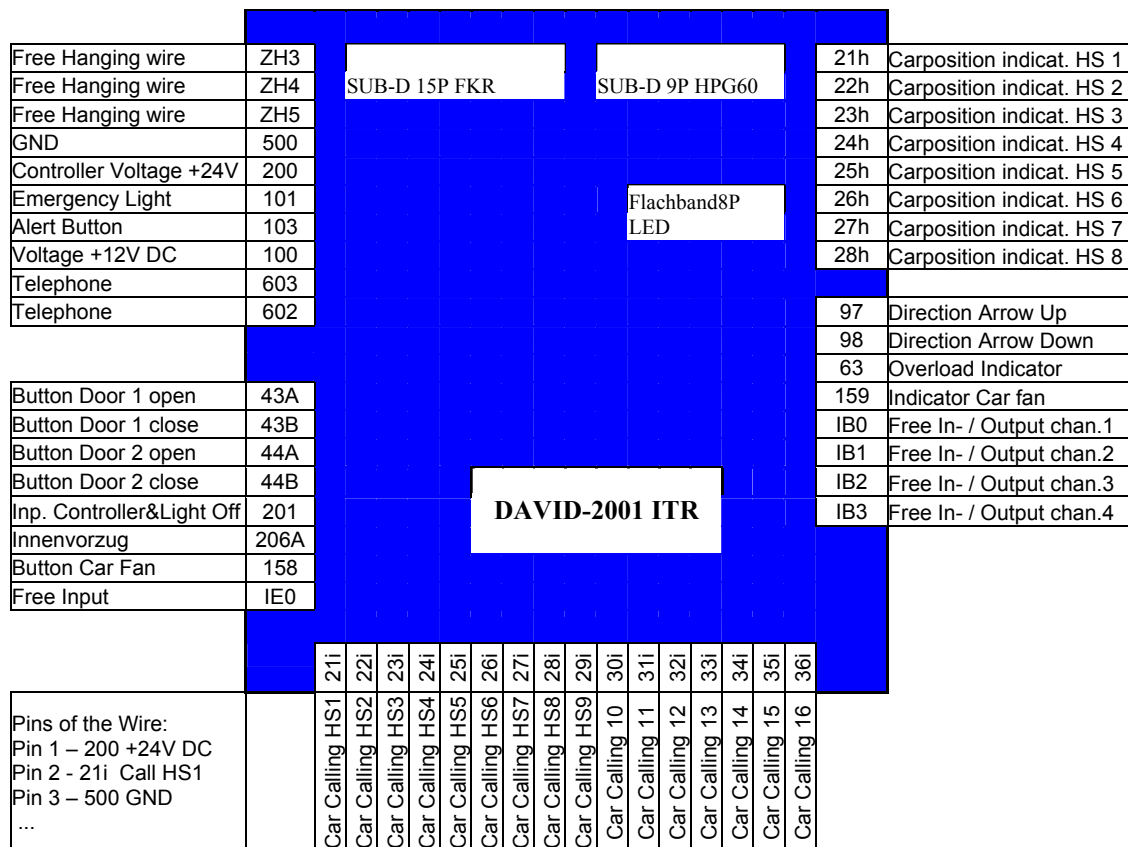 Free Hanging wire ZH3
Free Hanging wire ZH4
Free Hanging wire ZH5
GND 500
Controller Voltage +24V 200
Emergency Light 101
Alert Button 103
Voltage +12V DC 100
Telephone 603
Telephone 602
Button Door 1 open 43A
Button Door 1 close 43B
Button Door 2 open 44A
Button Door 2 close 44B
Inp. Controller&Light Off 201
Innenvorzug 206A
Button Car Fan 158
Free Input IE0
SUB-D 15P FKR
SUB-D 9P HPG60
Flachband8P
LED
DAVID-2001 ITR
21h Carposition indicat. HS 1
22h Carposition indicat. HS 2
23h Carposition indicat. HS 3
24h Carposition indicat. HS 4
25h Carposition indicat. HS 5
26h Carposition indicat. HS 6
27h Carposition indicat. HS 7
28h Carposition indicat. HS 8
97 Direction Arrow Up
98 Direction Arrow Down
63 Overload Indicator
159 Indicator Car fan
IB0 Free In- / Output chan.1
IB1 Free In- / Output chan.2
IB2 Free In- / Output chan.3
IB3 Free In- / Output chan.4
Pins of the Wire:
Pin 1 – 200 +24V DC
Pin 2 - 21i Call HS1
Pin 3 – 500 GND
...
Car Calling HS1 21i
Car Calling HS2 22i
Car Calling HS3 23i
Car Calling HS4 24i
Car Calling HS5 25i
Car Calling HS6 26i
Car Calling HS7 27i
Car Calling HS8 28i
Car Calling HS9 29i
Car Calling 10 30i
Car Calling 11 31i
Car Calling 12 32i
Car Calling 13 33i
Car Calling 14 34i
Car Calling 15 35i
Car Calling 16 36i